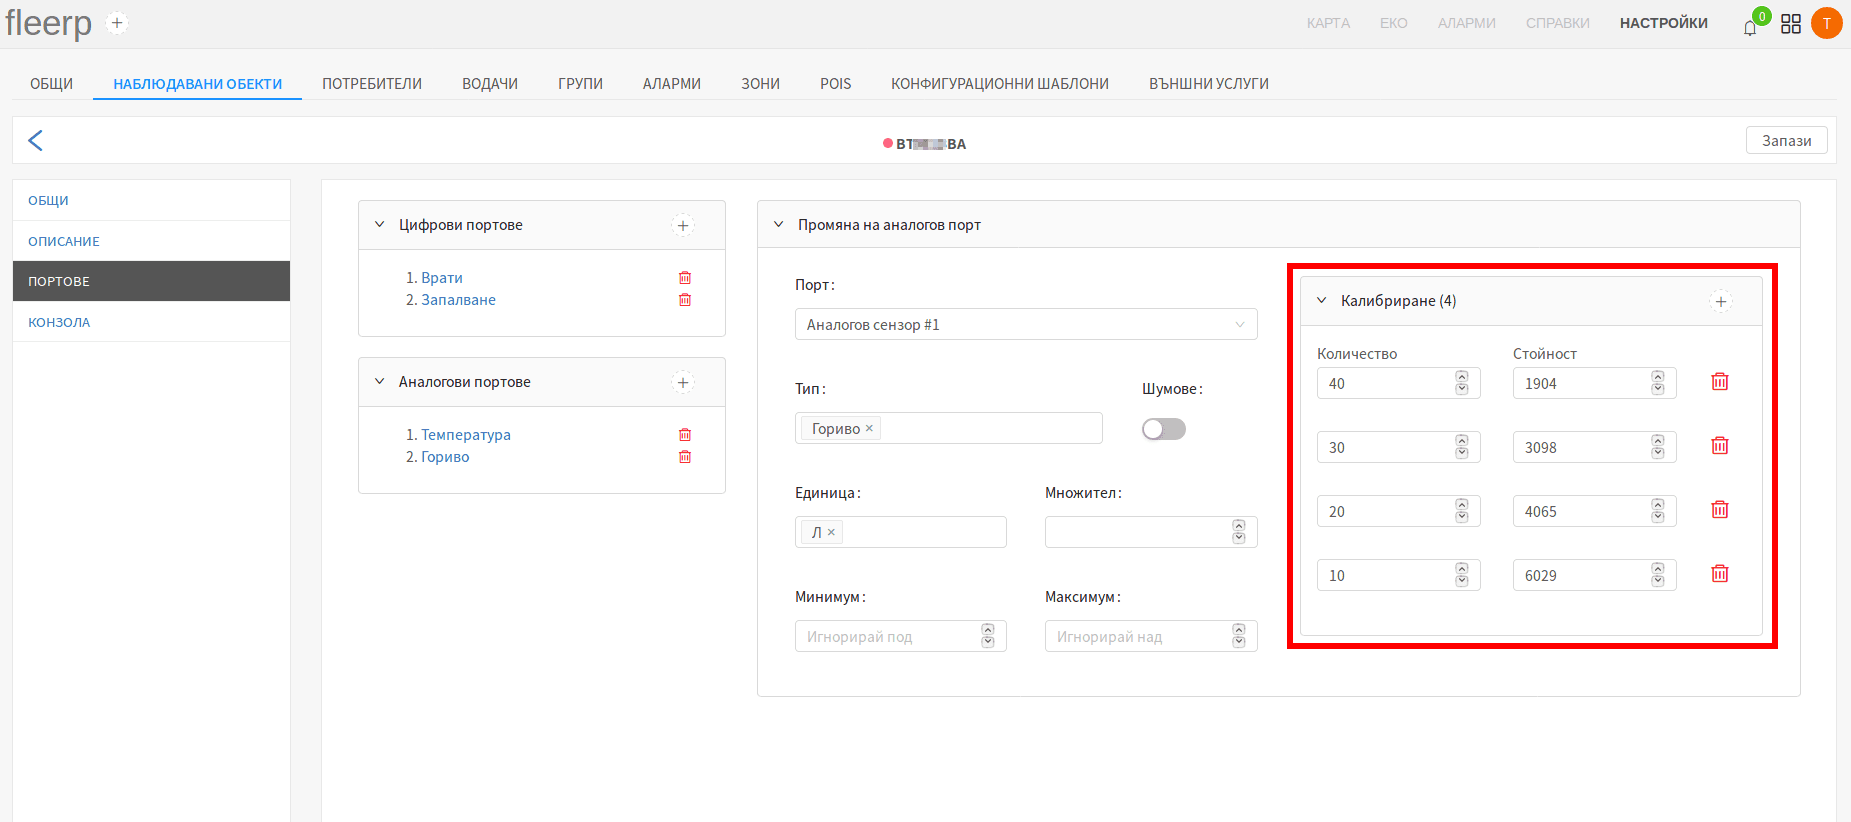 fleerp +
КАРТА ЕКО АЛАРМИ СПРАВКИ НАСТРОЙКИ 0 T
ОБЩИ НАБЛЮДАВАНИ ОБЕКТИ ПОТРЕБИТЕЛИ ВОДАЧИ ГРУПИ АЛАРМИ ЗОНИ POIS КОНФИГУРАЦИОННИ ШАБЛОНИ ВЪНШНИ УСЛУГИ
Запази
ОБЩИ
ОПИСАНИЕ
ПОРТОВЕ
КОНЗОЛА
Цифрови портове
1. Врати
2. Запалване
Аналогови портове
1. Температура
2. Гориво
Промяна на аналогов порт
Порт:
Аналогов сензор #1
Тип: Шумове:
Гориво ×
Единица: Множител:
Л ×
Минимум: Максимум:
Игнорирай под Игнорирай над
Калибриране (4)
Количество Стойност
40 1904
30 3098
20 4065
10 6029